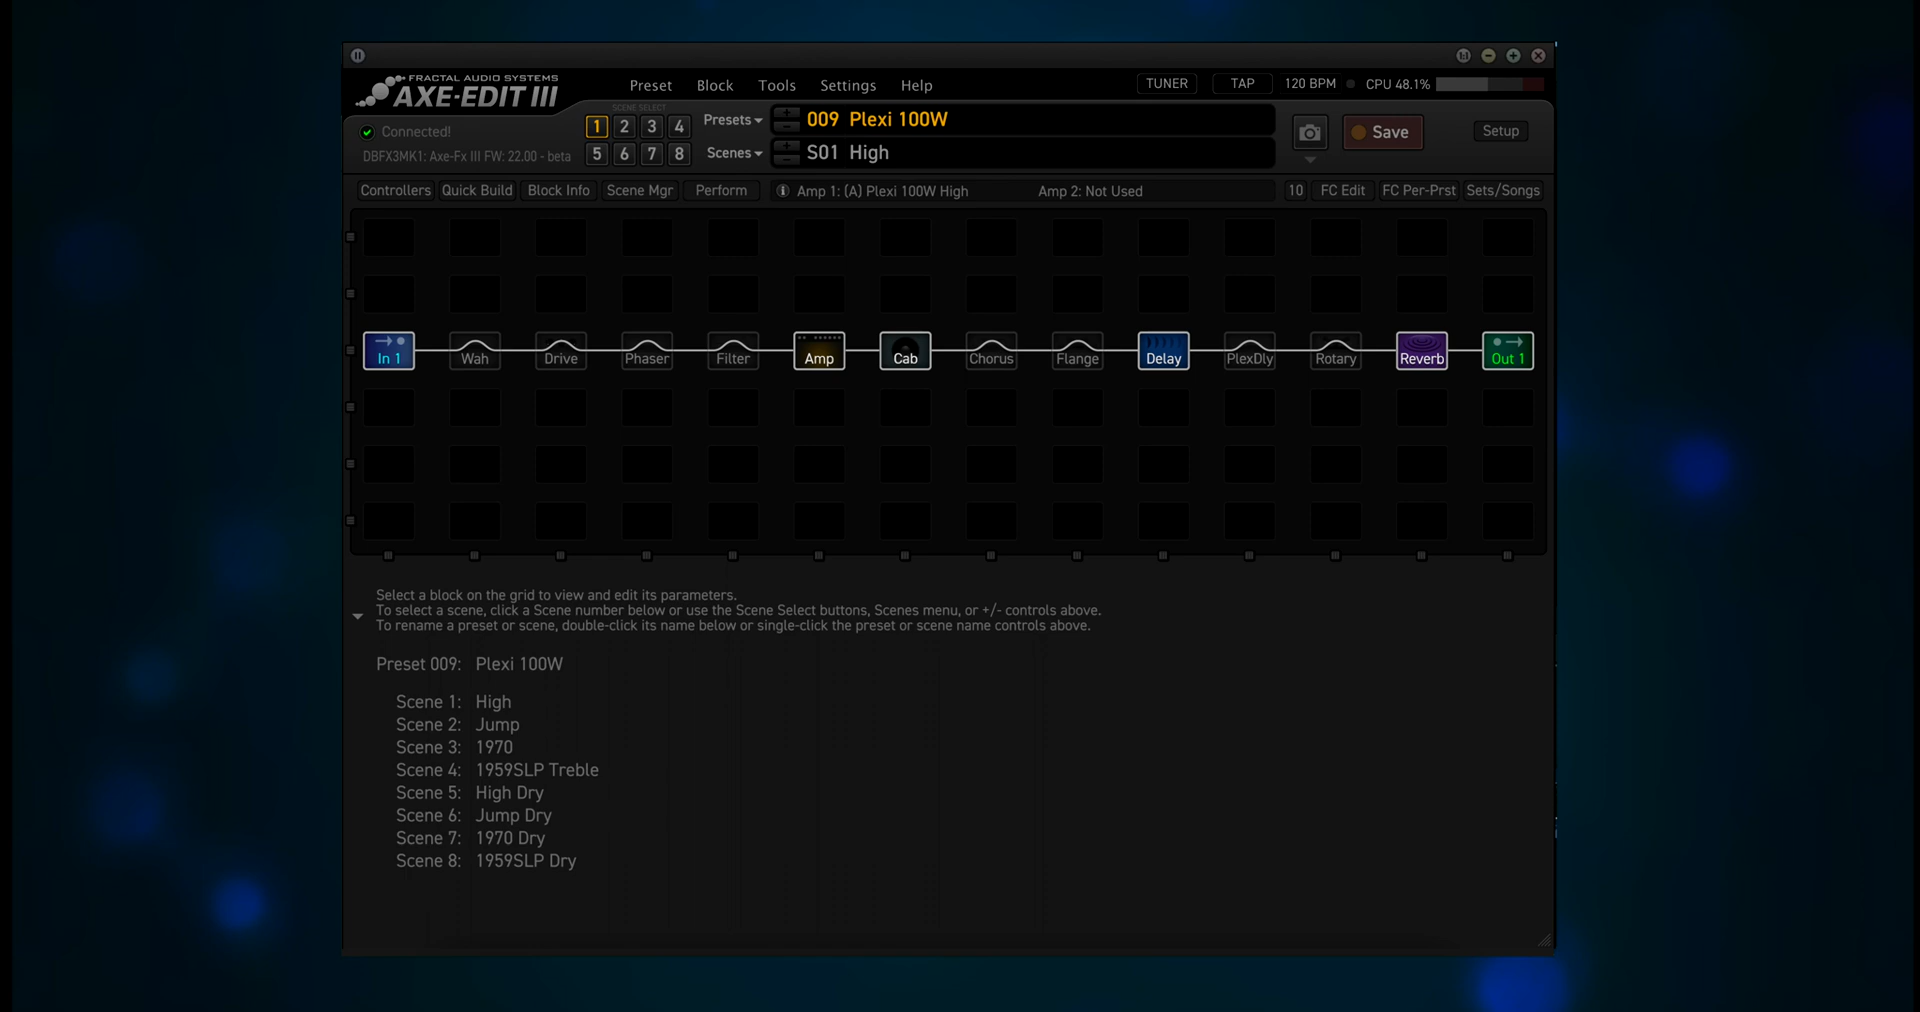 FRACTAL AUDIO SYSTEMS
AXE-EDIT III
Preset Block Tools Settings Help
TUNER TAP 120 BPM CPU 48.1%
SCENE SELECT
1 2 3 4
5 6 7 8
Presets 009 Plexi 100W
Scenes S01 High
Save
Setup
Connected!
DBFX3MK1: Axe-Fx III FW: 22.00 - beta
Controllers Quick Build Block Info Scene Mgr Perform Amp 1: (A) Plexi 100W High Amp 2: Not Used 10 FC Edit FC Per-Prst Sets/Songs
In 1 Wah Drive Phaser Filter Amp Cab Chorus Flange Delay PlexDly Rotary Reverb Out 1
Select a block on the grid to view and edit its parameters.
To select a scene, click a Scene number below or use the Scene Select buttons, Scenes menu, or +/- controls above.
To rename a preset or scene, double-click its name below or single-click the preset or scene name controls above.
Preset 009: Plexi 100W
Scene 1: High
Scene 2: Jump
Scene 3: 1970
Scene 4: 1959SLP Treble
Scene 5: High Dry
Scene 6: Jump Dry
Scene 7: 1970 Dry
Scene 8: 1959SLP Dry